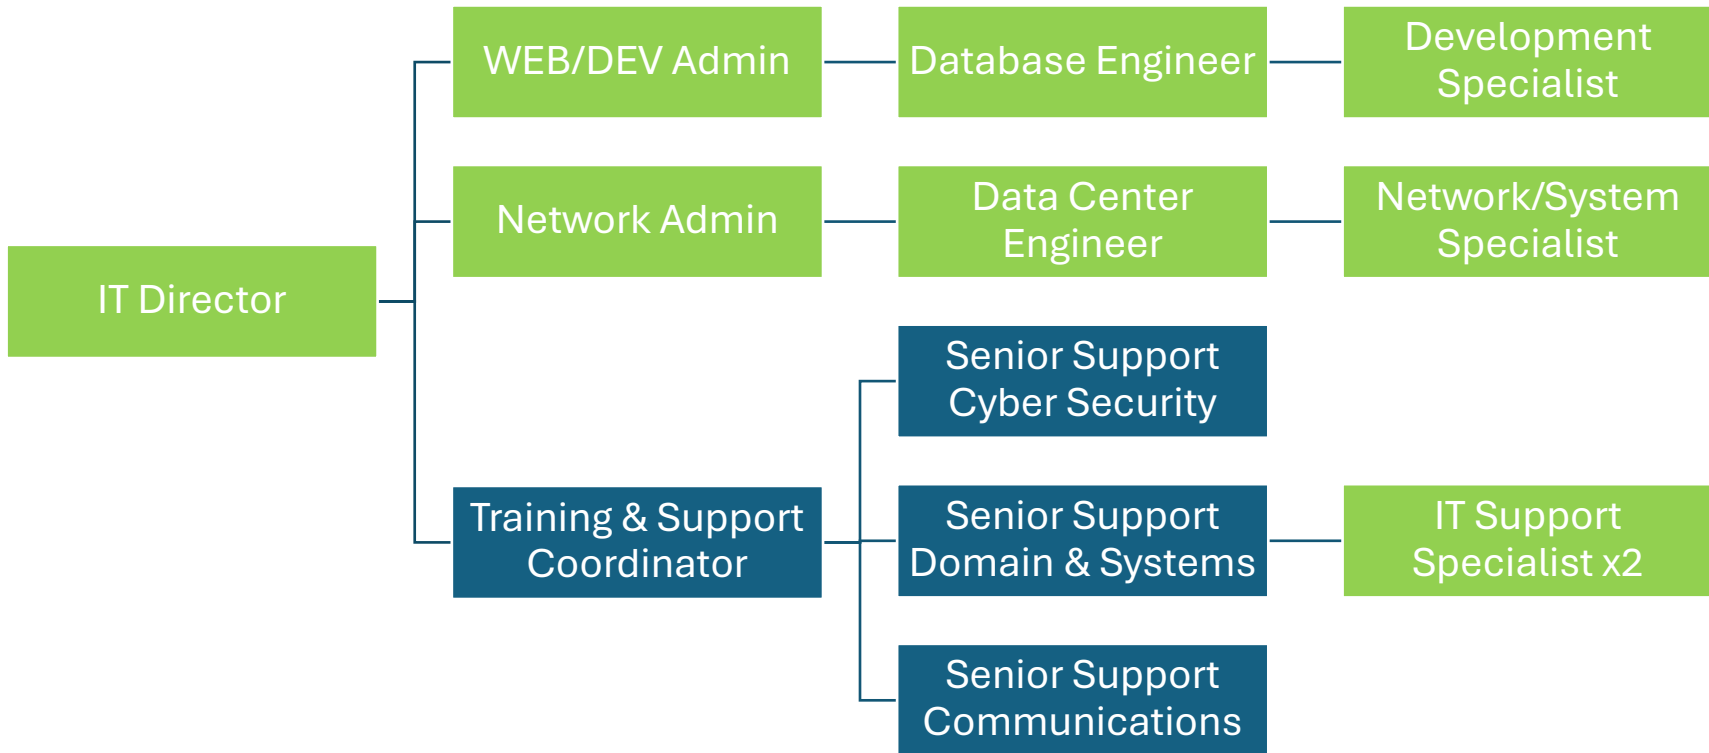 WEB/DEV Admin
Database Engineer
Development
Specialist
Network Admin
Data Center
Engineer
Network/System
Specialist
IT Director
Senior Support
Cyber Security
Training & Support
Coordinator
Senior Support
Domain & Systems
IT Support
Specialist x2
Senior Support
Communications